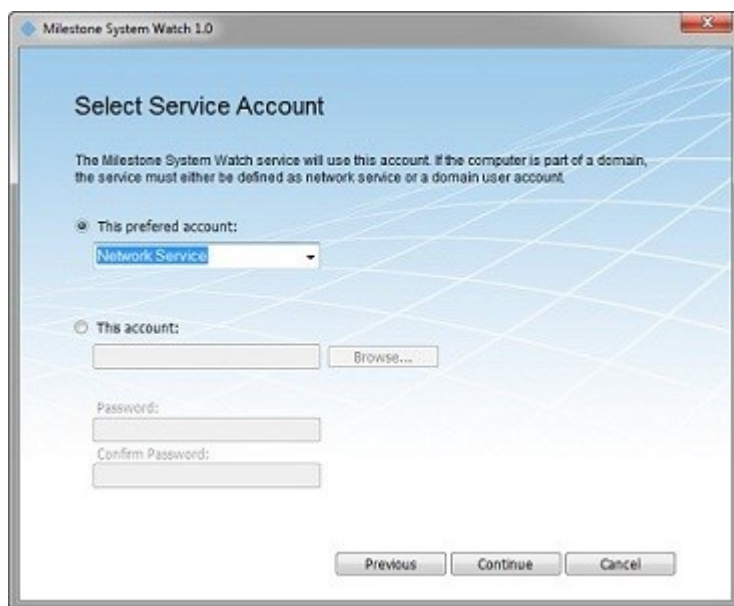 Milestone System Watch 1.0
Select Service Account
The Milestone System Watch service will use this account. If the computer is part of a domain,
the service must either be defined as network service or a domain user account.
This prefered account:
Network Service
This account:
Browse...
Password:
Confirm Password:
Previous Continue Cancel